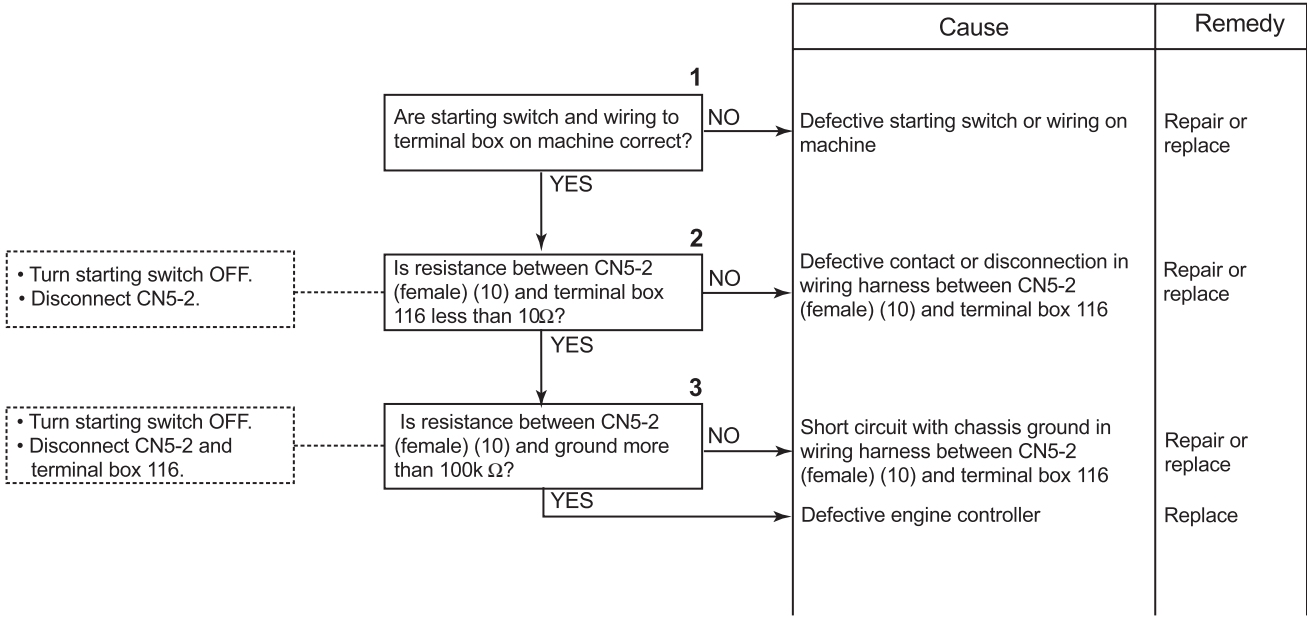 Cause
Remedy
1
Are starting switch and wiring to
terminal box on machine correct?
NO
Defective starting switch or wiring on
machine
Repair or
replace
YES
• Turn starting switch OFF.
• Disconnect CN5-2.
2
Is resistance between CN5-2
(female) (10) and terminal box
116 less than 10Ω?
NO
Defective contact or disconnection in
wiring harness between CN5-2
(female) (10) and terminal box 116
Repair or
replace
YES
• Turn starting switch OFF.
• Disconnect CN5-2 and
terminal box 116.
3
Is resistance between CN5-2
(female) (10) and ground more
than 100k Ω?
NO
Short circuit with chassis ground in
wiring harness between CN5-2
(female) (10) and terminal box 116
Repair or
replace
YES
Defective engine controller
Replace